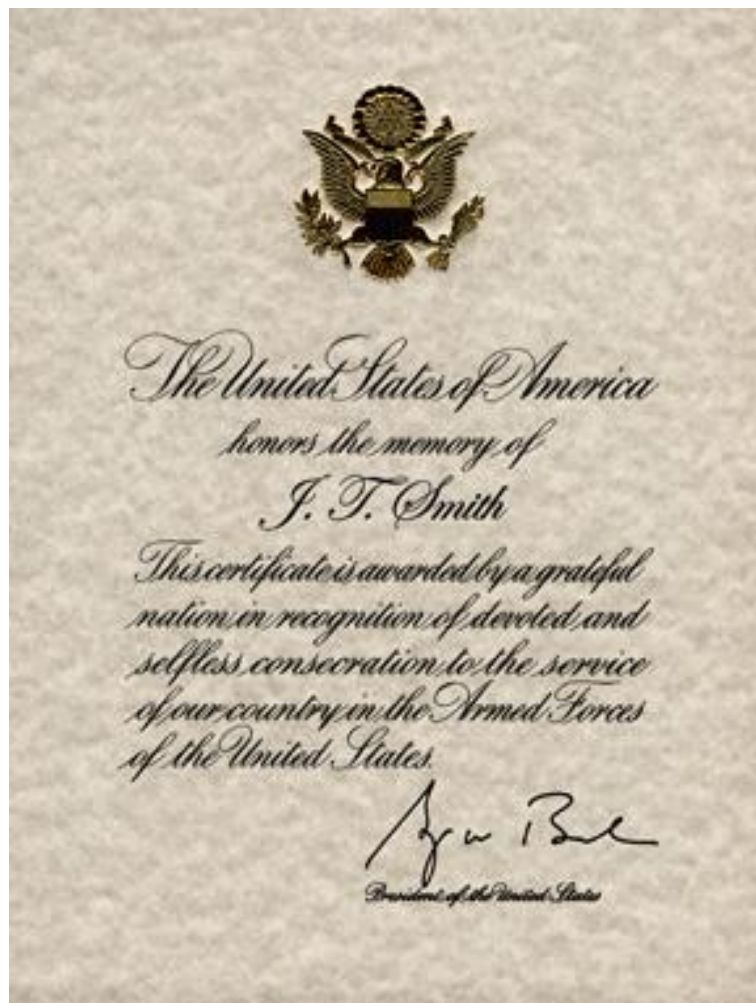 The United States of America
honors the memory of
J. T. Smith
This certificate is awarded by a grateful
nation in recognition of devoted and
selfless consecration to the service
of our country in the Armed Forces
of the United States.
President of the United States